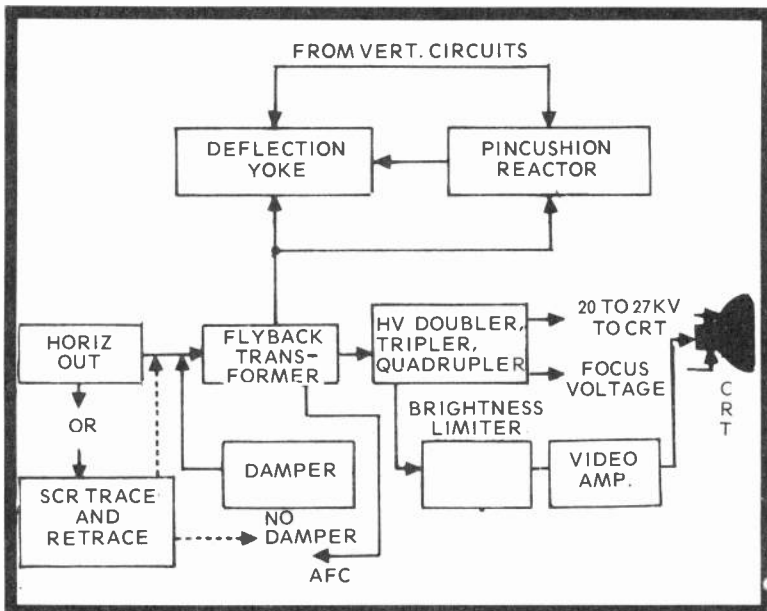 FROM VERT. CIRCUITS
DEFLECTION
YOKE
PINCUSHION
REACTOR
HORIZ
OUT
FLYBACK
TRANS-
FORMER
HV DOUBLER,
TRIPLER,
QUADRUPLER
20 TO 27KV
TO CRT
FOCUS
VOLTAGE
C
R
T
OR
BRIGHTNESS
LIMITER
DAMPER
VIDEO
AMP.
SCR TRACE
AND
RETRACE
NO
DAMPER
AFC